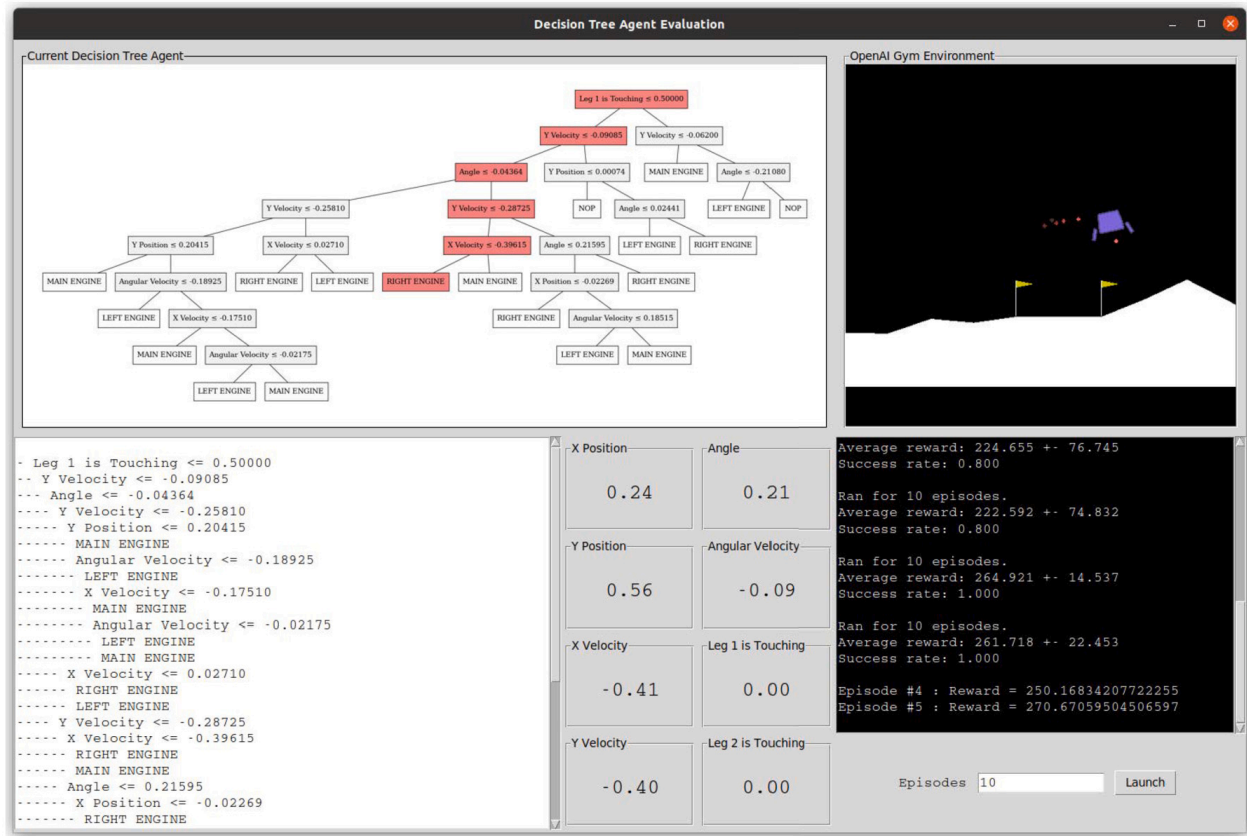 Decision Tree Agent Evaluation
Current Decision Tree Agent
Leg 1 is Touching ≤ 0.50000
Y Velocity ≤ -0.09085
Y Velocity ≤ -0.06200
Angle ≤ -0.04364
Y Position ≤ 0.00074
MAIN ENGINE
Angle ≤ -0.21080
Y Velocity ≤ -0.25810
Y Velocity ≤ -0.28725
NOP
Angle ≤ 0.02441
LEFT ENGINE
NOP
Y Position ≤ 0.20415
X Velocity ≤ 0.02710
X Velocity ≤ -0.39615
Angle ≤ 0.21595
LEFT ENGINE
RIGHT ENGINE
MAIN ENGINE
Angular Velocity ≤ -0.18925
RIGHT ENGINE
LEFT ENGINE
RIGHT ENGINE
MAIN ENGINE
X Position ≤ -0.02269
RIGHT ENGINE
LEFT ENGINE
X Velocity ≤ -0.17510
RIGHT ENGINE
Angular Velocity ≤ 0.18515
MAIN ENGINE
Angular Velocity ≤ -0.02175
LEFT ENGINE
MAIN ENGINE
LEFT ENGINE
MAIN ENGINE
OpenAI Gym Environment
- Leg 1 is Touching <= 0.50000
-- Y Velocity <= -0.09085
--- Angle <= -0.04364
---- Y Velocity <= -0.25810
----- Y Position <= 0.20415
------ MAIN ENGINE
------ Angular Velocity <= -0.18925
------- LEFT ENGINE
------- X Velocity <= -0.17510
-------- MAIN ENGINE
-------- Angular Velocity <= -0.02175
--------- LEFT ENGINE
--------- MAIN ENGINE
----- X Velocity <= 0.02710
------ RIGHT ENGINE
------ LEFT ENGINE
---- Y Velocity <= -0.28725
----- X Velocity <= -0.39615
------ RIGHT ENGINE
------ MAIN ENGINE
----- Angle <= 0.21595
------ X Position <= -0.02269
------- RIGHT ENGINE
X Position
0.24
Angle
0.21
Y Position
0.56
Angular Velocity
-0.09
X Velocity
-0.41
Leg 1 is Touching
0.00
Y Velocity
-0.40
Leg 2 is Touching
0.00
Average reward: 224.655 +- 76.745
Success rate: 0.800
Ran for 10 episodes.
Average reward: 222.592 +- 74.832
Success rate: 0.800
Ran for 10 episodes.
Average reward: 264.921 +- 14.537
Success rate: 1.000
Ran for 10 episodes.
Average reward: 261.718 +- 22.453
Success rate: 1.000
Episode #4 : Reward = 250.16834207722255
Episode #5 : Reward = 270.67059504506597
Episodes 10 Launch